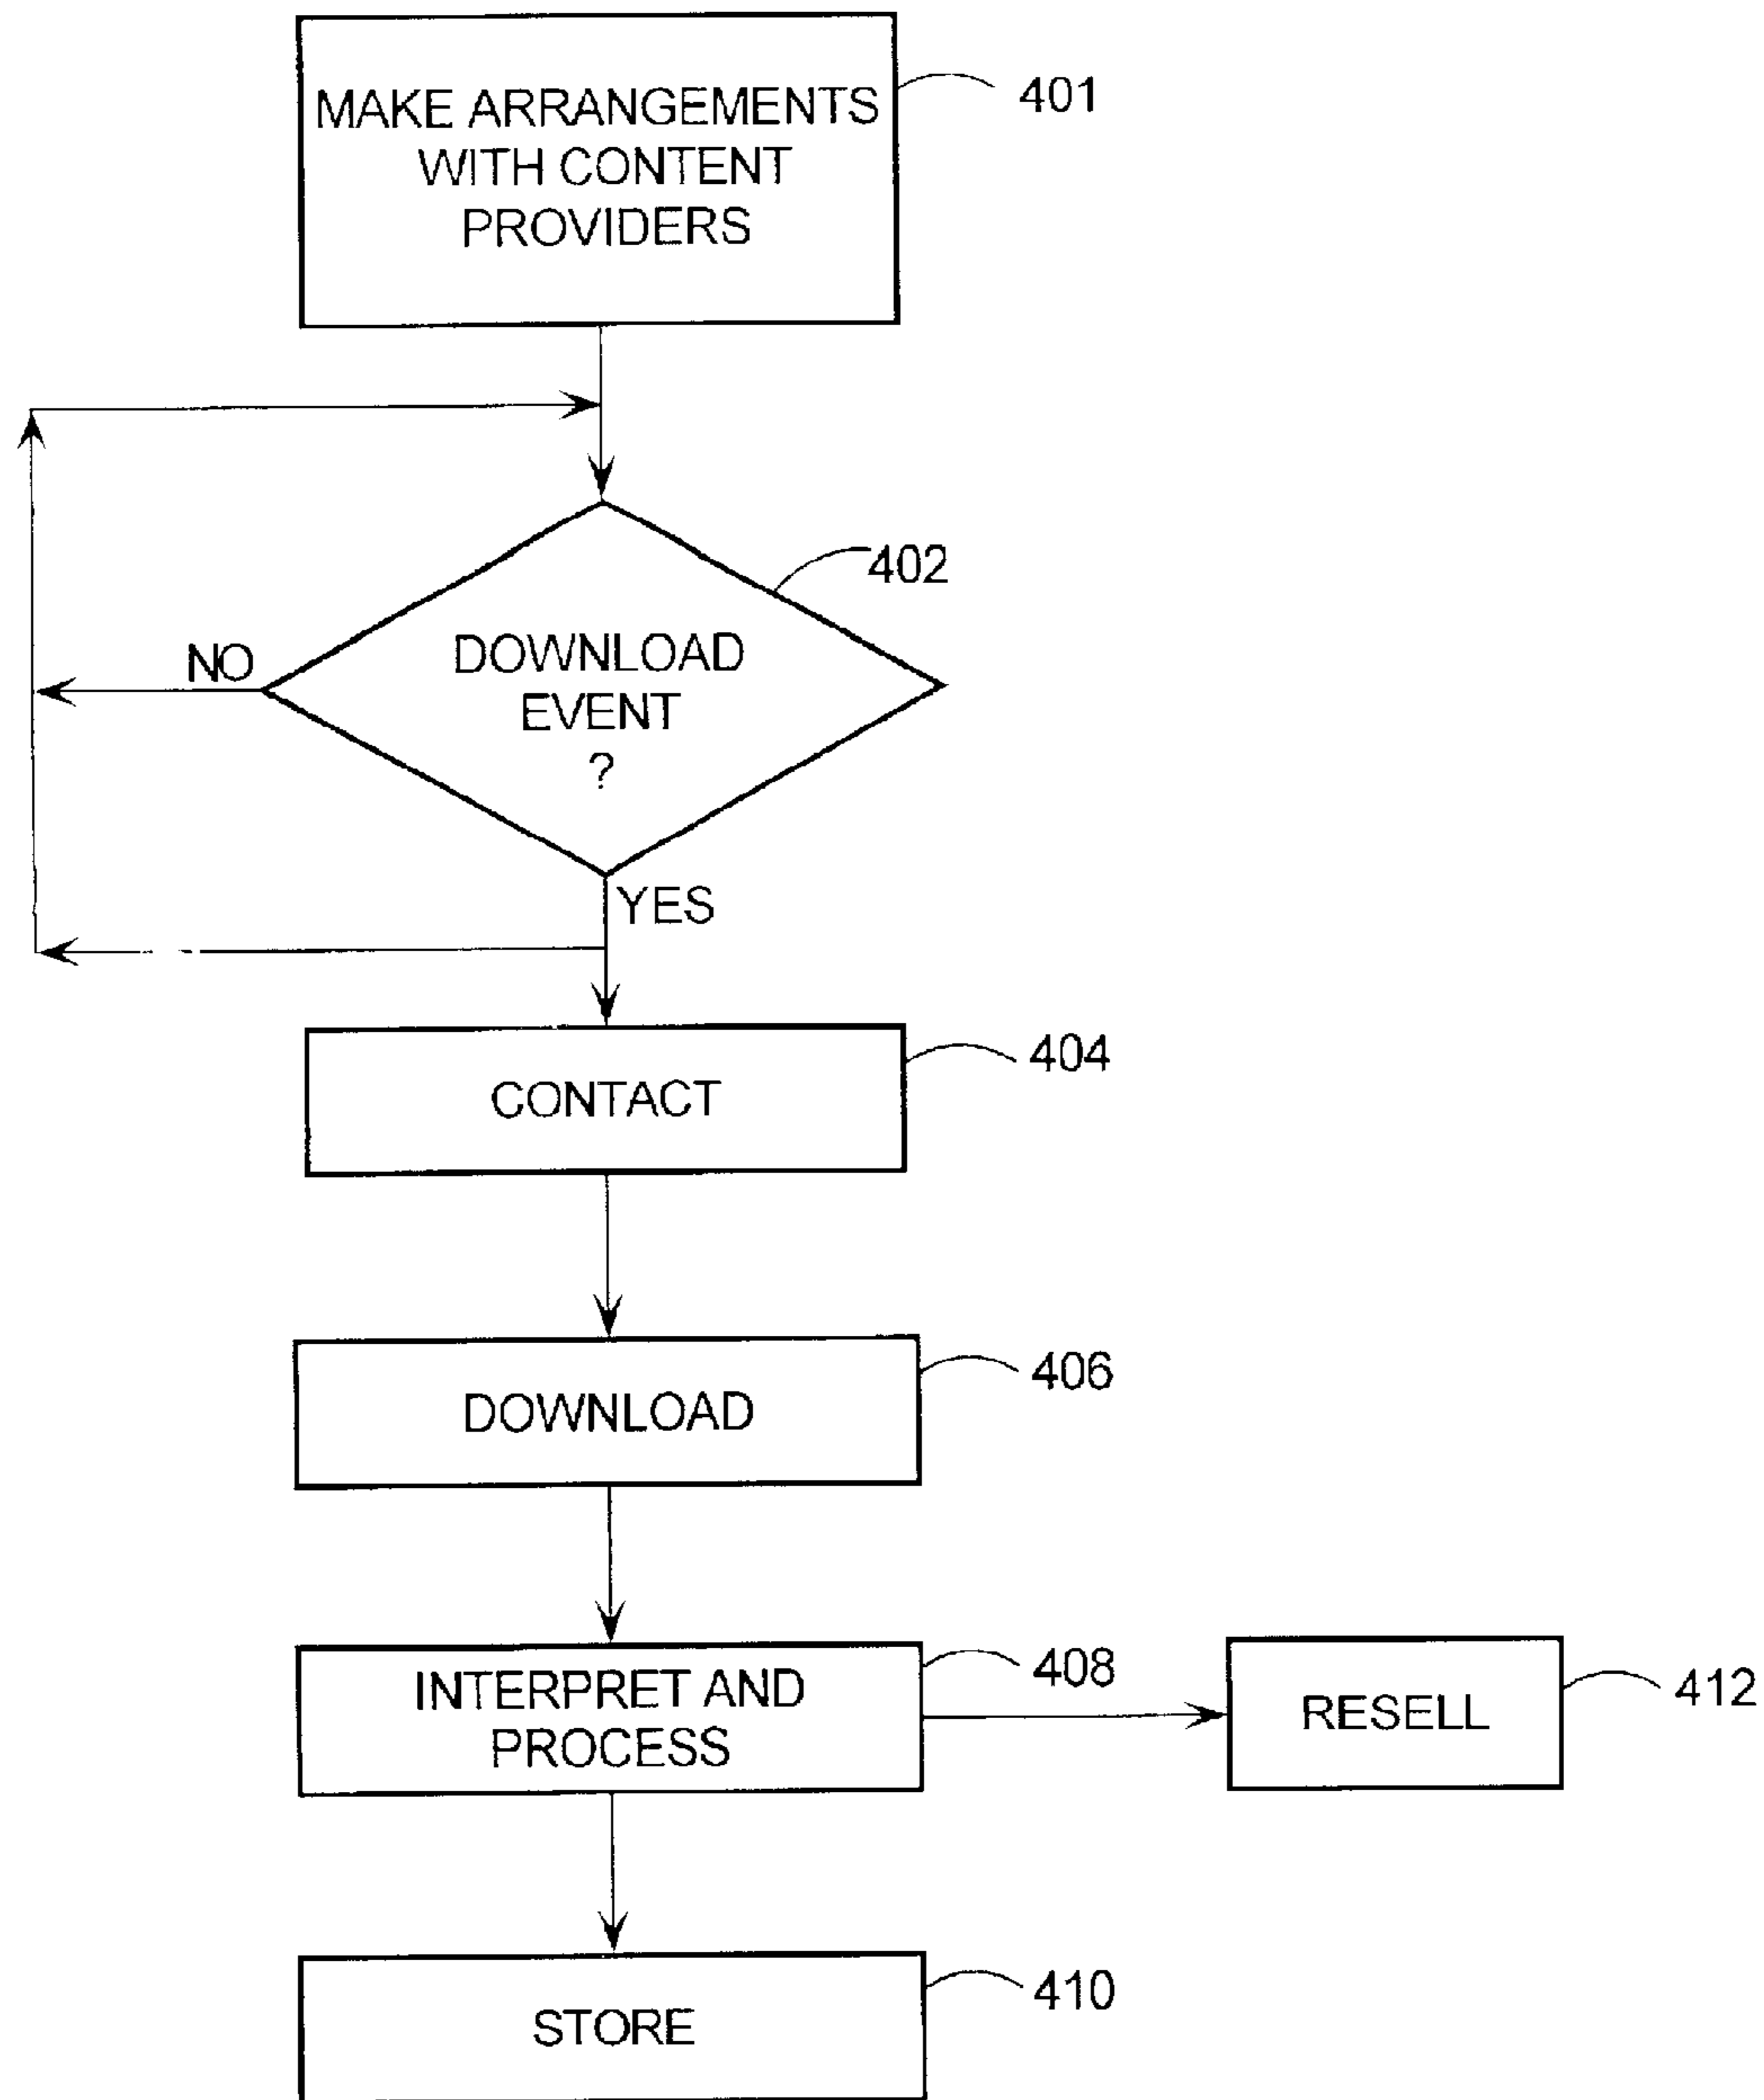 MAKE ARRANGEMENTS
WITH CONTENT
PROVIDERS
401
402
NO
DOWNLOAD
EVENT
?
YES
404
CONTACT
406
DOWNLOAD
408
INTERPRET AND
PROCESS
412
RESELL
410
STORE